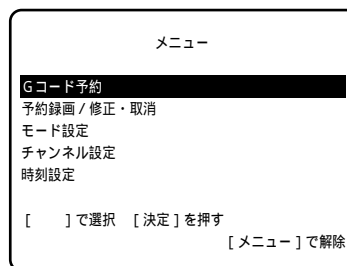 メニュー
Gコード予約
予約録画/修正・取消
モード設定
チャンネル設定
時刻設定
[　　]で選択　[決定]を押す
[メニュー]で解除